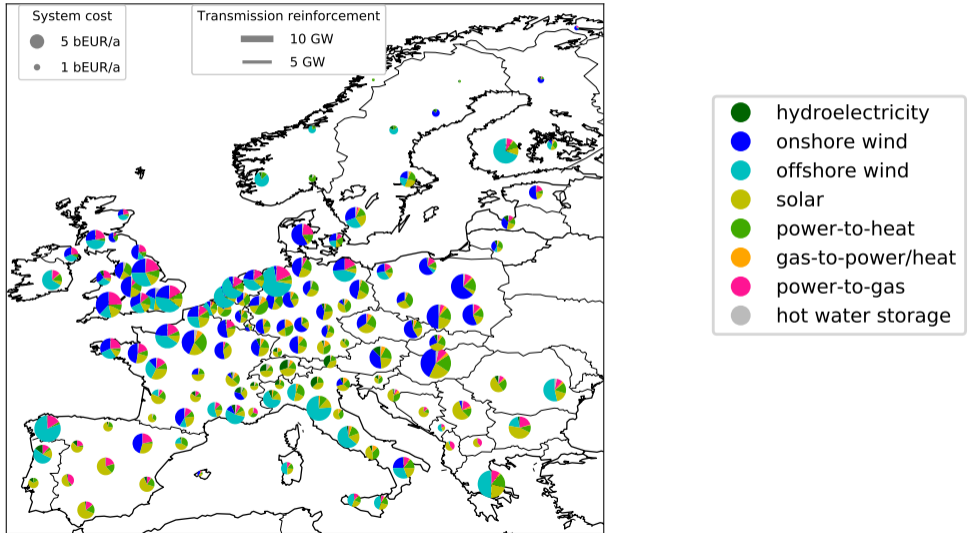 System cost
5 bEUR/a
1 bEUR/a
Transmission reinforcement
10 GW
5 GW
hydroelectricity
onshore wind
offshore wind
solar
power-to-heat
gas-to-power/heat
power-to-gas
hot water storage